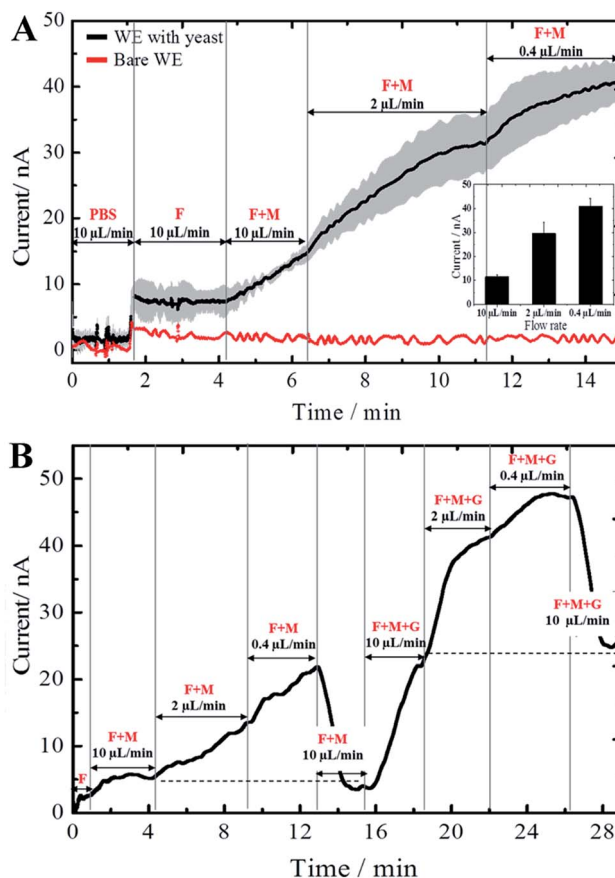 A
WE with yeast
Bare WE
F+M
0.4 µL/min
F+M
2 µL/min
PBS
10 µL/min
F
10 µL/min
F+M
10 µL/min
Current/ nA
50
40
30
20
10
0
0 2 4 6 8 10 12 14
Time / min
Current / nA
50
40
30
20
10
0
10 µL/min 2 µL/min 0.4 µL/min
Flow rate
B
F+M+G
0.4 µL/min
F+M+G
2 µL/min
F+M+G
10 µL/min
F+M+G
10 µL/min
F+M
0.4 µL/min
F+M
2 µL/min
F+M
10 µL/min
F+M
10 µL/min
F
Current/ nA
50
40
30
20
10
0
0 4 8 12 16 20 24 28
Time / min